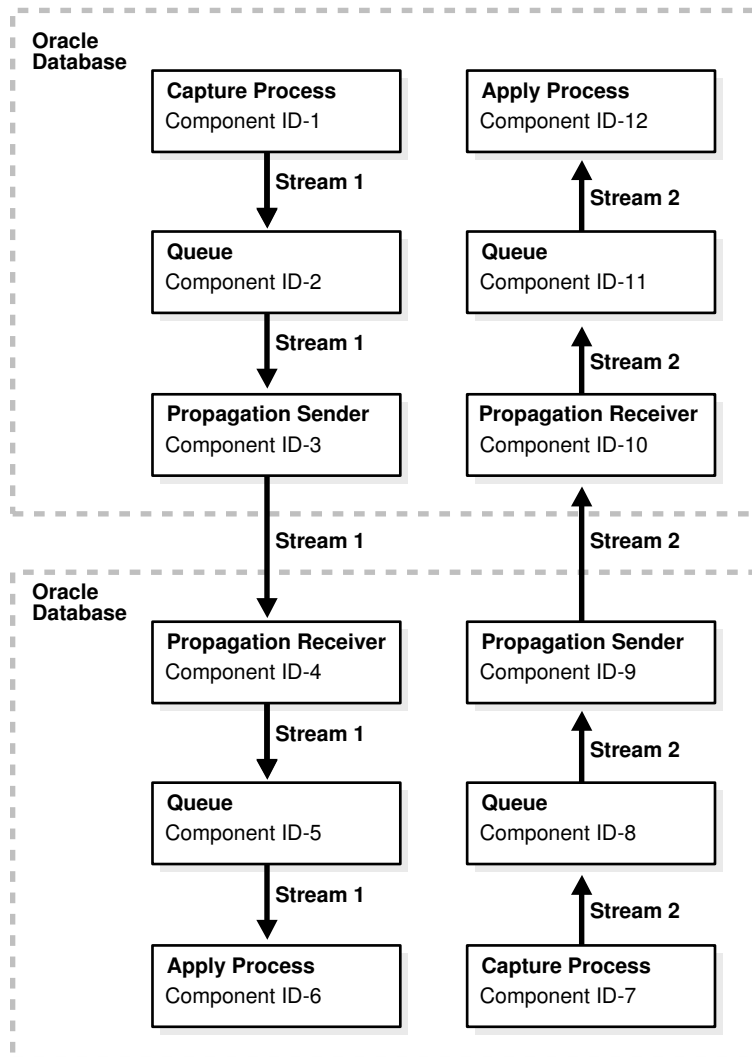 Oracle
Database
Capture Process
Component ID-1
Apply Process
Component ID-12
Stream 1
Stream 2
Queue
Component ID-2
Queue
Component ID-11
Stream 1
Stream 2
Propagation Sender
Component ID-3
Propagation Receiver
Component ID-10
Stream 1
Stream 2
Oracle
Database
Propagation Receiver
Component ID-4
Propagation Sender
Component ID-9
Stream 1
Stream 2
Queue
Component ID-5
Queue
Component ID-8
Stream 1
Stream 2
Apply Process
Component ID-6
Capture Process
Component ID-7